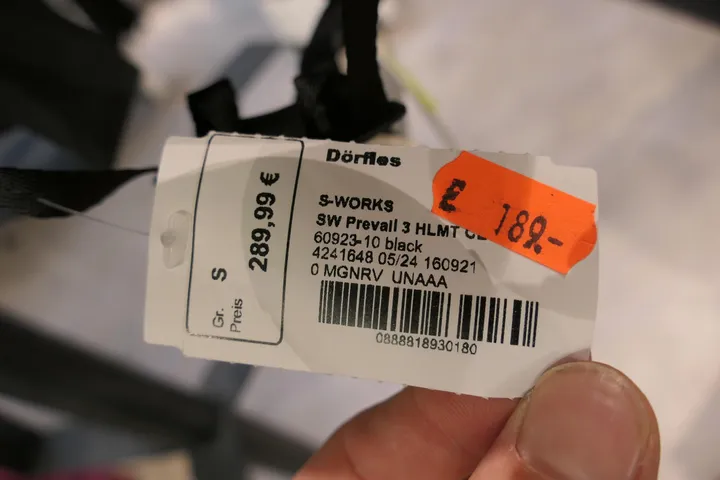 Dörfles
S-WORKS
SW Prevail 3 HLMT
60923-10 black
4241648 05/24 160921
0 MGNRV UNAAA
0888818930180
Gr. S
Preis 289,99 €
189.-